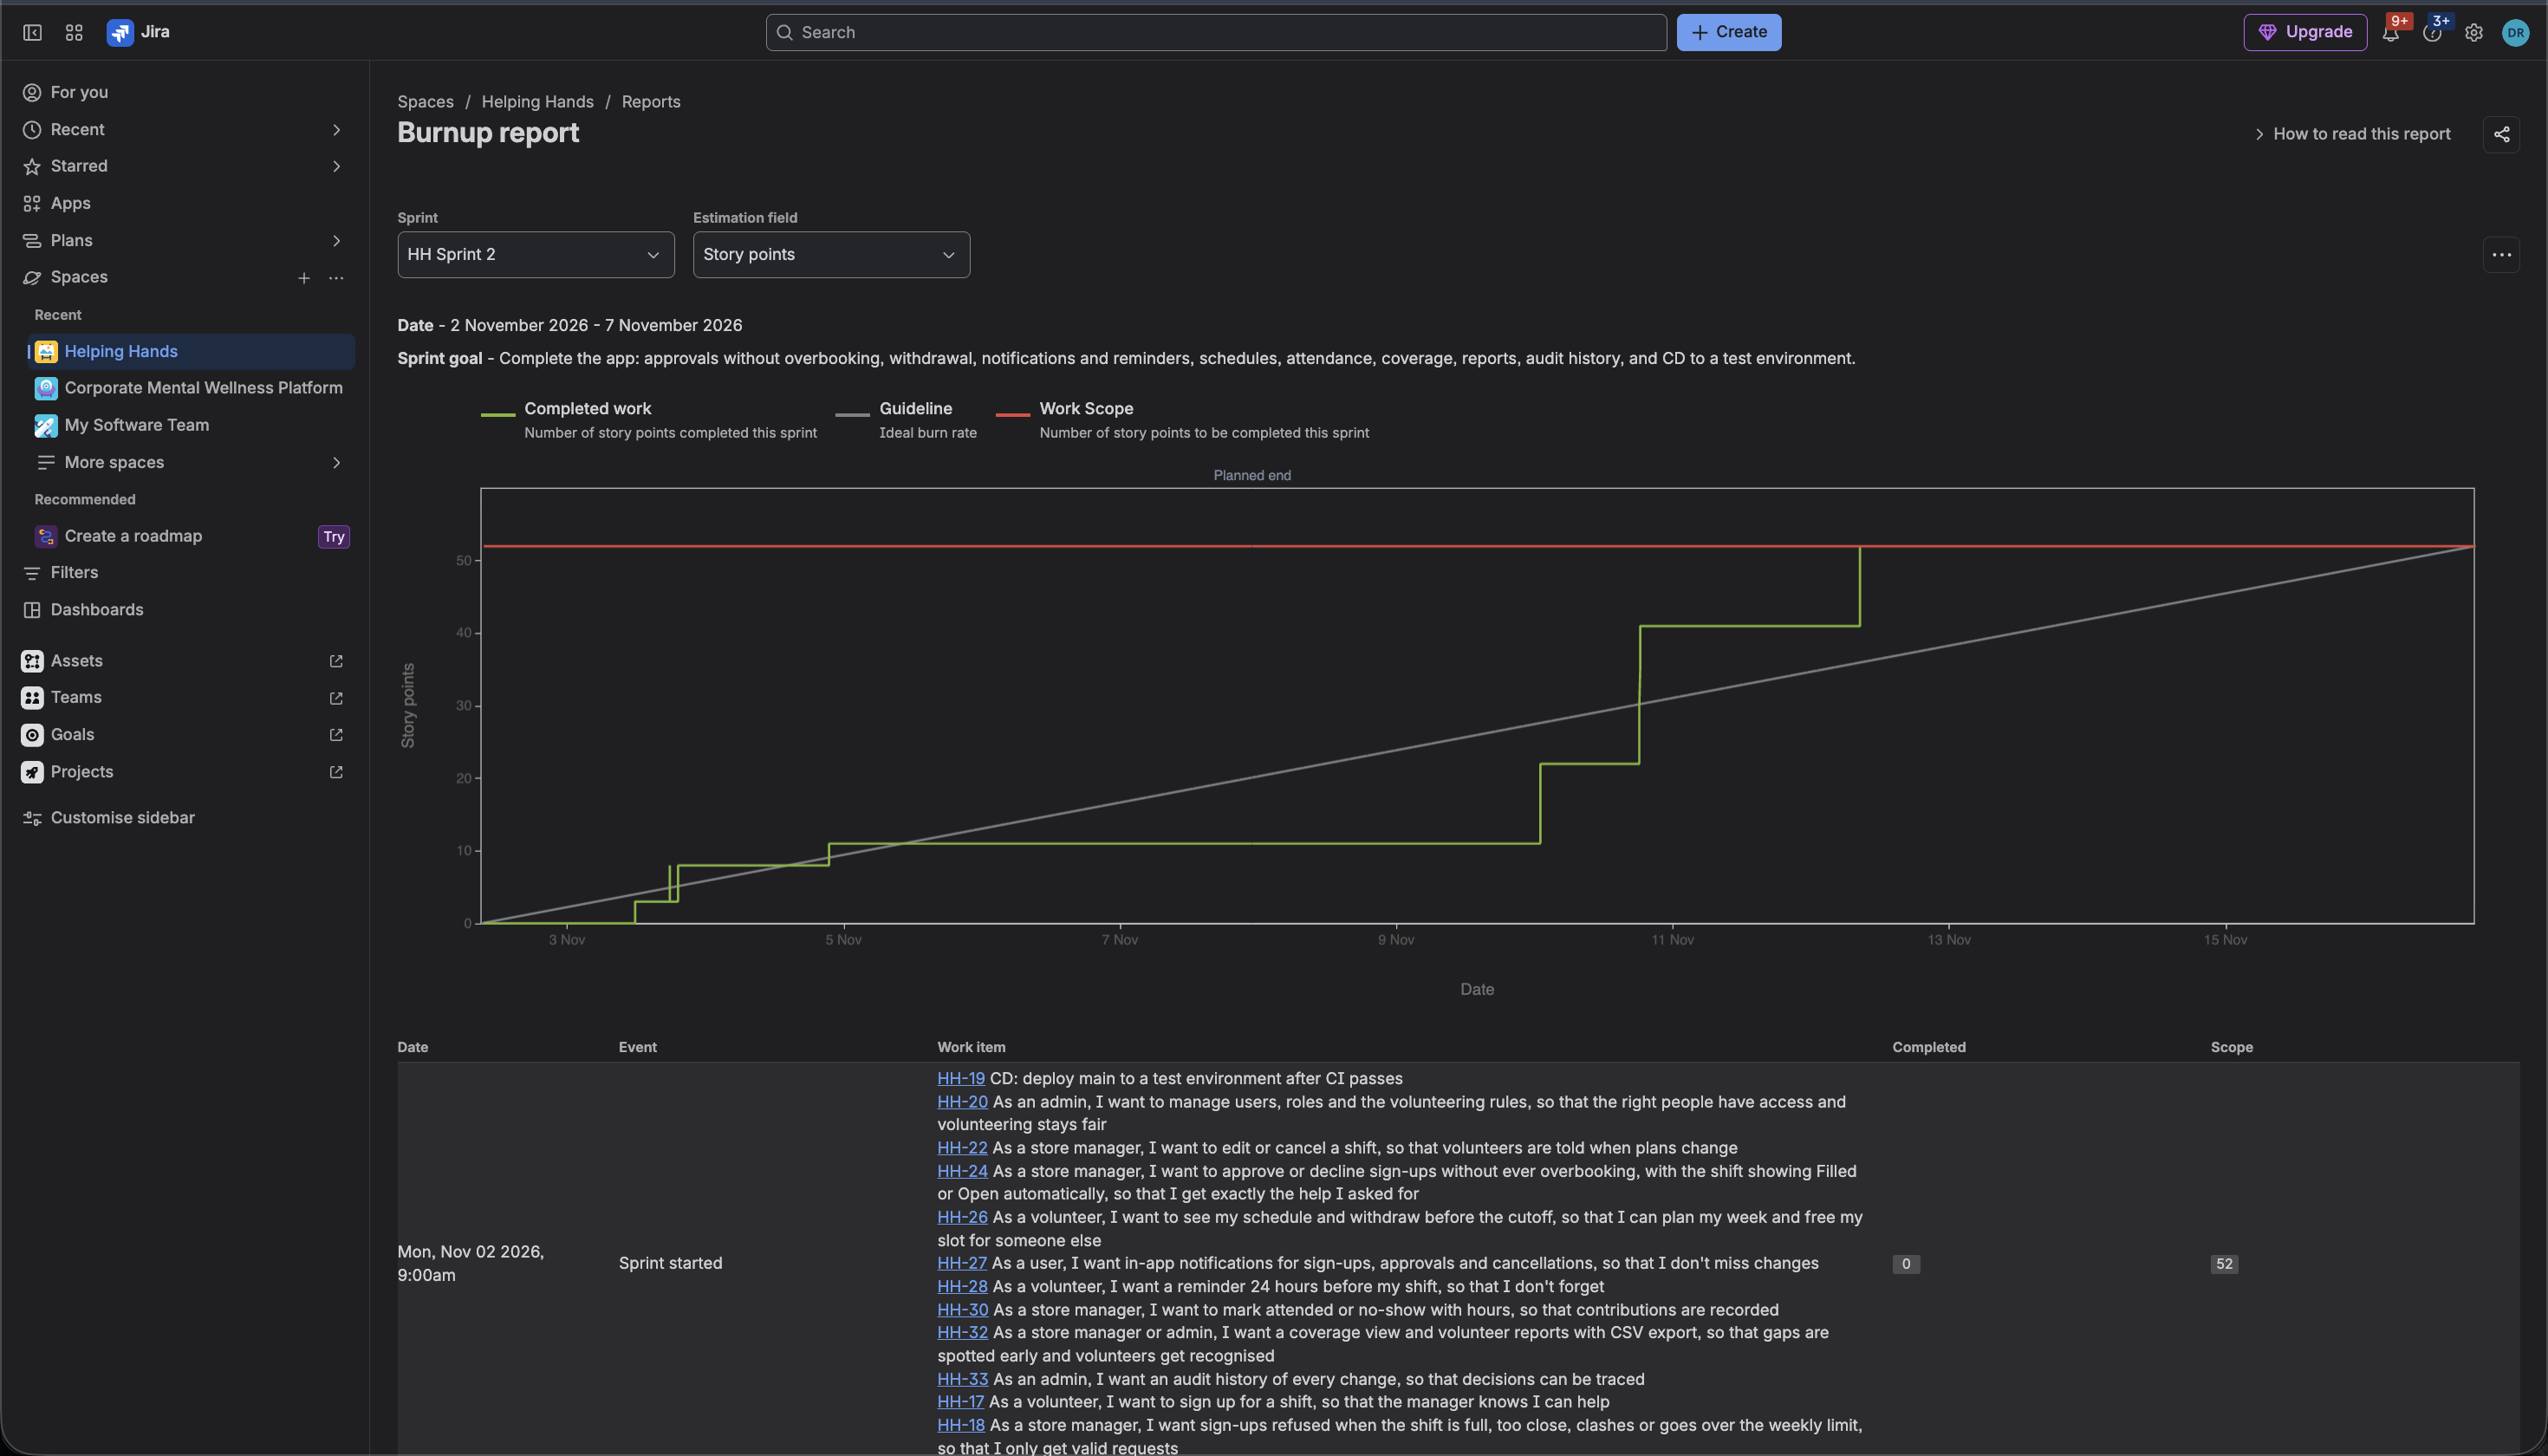 Jira
Search
Create
Upgrade
9+
3+
DR
For you
Recent
Starred
Apps
Plans
Spaces
Recent
Helping Hands
Corporate Mental Wellness Platform
My Software Team
More spaces
Recommended
Create a roadmap
Try
Filters
Dashboards
Assets
Teams
Goals
Projects
Customise sidebar
Spaces / Helping Hands / Reports
Burnup report
How to read this report
Sprint
Estimation field
HH Sprint 2
Story points
Date - 2 November 2026 - 7 November 2026
Sprint goal - Complete the app: approvals without overbooking, withdrawal, notifications and reminders, schedules, attendance, coverage, reports, audit history, and CD to a test environment.
Completed work
Number of story points completed this sprint
Guideline
Ideal burn rate
Work Scope
Number of story points to be completed this sprint
Planned end
50
40
30
20
10
0
Story points
3 Nov
5 Nov
7 Nov
9 Nov
11 Nov
13 Nov
15 Nov
Date
Date
Event
Work item
Completed
Scope
Mon, Nov 02 2026,
9:00am
Sprint started
HH-19 CD: deploy main to a test environment after CI passes
HH-20 As an admin, I want to manage users, roles and the volunteering rules, so that the right people have access and
volunteering stays fair
HH-22 As a store manager, I want to edit or cancel a shift, so that volunteers are told when plans change
HH-24 As a store manager, I want to approve or decline sign-ups without ever overbooking, with the shift showing Filled
or Open automatically, so that I get exactly the help I asked for
HH-26 As a volunteer, I want to see my schedule and withdraw before the cutoff, so that I can plan my week and free my
slot for someone else
HH-27 As a user, I want in-app notifications for sign-ups, approvals and cancellations, so that I don't miss changes
HH-28 As a volunteer, I want a reminder 24 hours before my shift, so that I don't forget
HH-30 As a store manager, I want to mark attended or no-show with hours, so that contributions are recorded
HH-32 As a store manager or admin, I want a coverage view and volunteer reports with CSV export, so that gaps are
spotted early and volunteers get recognised
HH-33 As an admin, I want an audit history of every change, so that decisions can be traced
HH-17 As a volunteer, I want to sign up for a shift, so that the manager knows I can help
HH-18 As a store manager, I want sign-ups refused when the shift is full, too close, clashes or goes over the weekly limit,
so that I only get valid requests
0
52